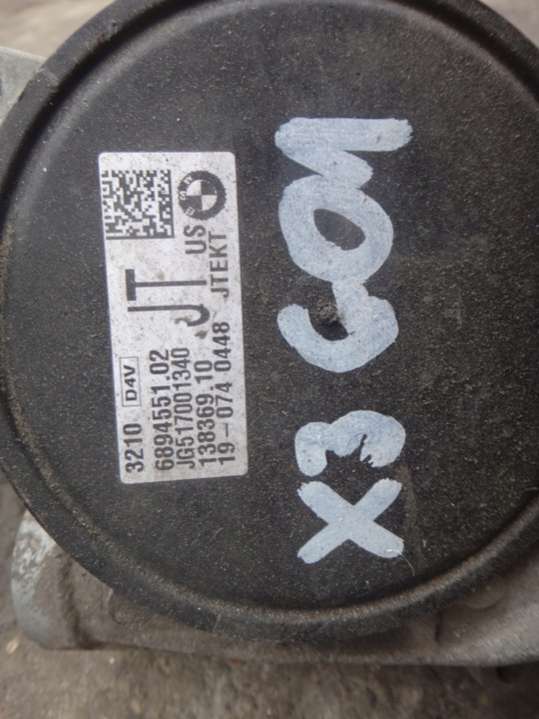 3210 D4V JT
6894551.02 US
JG517001340 JTEKT
138369.10
19-074 0448
X3 G01